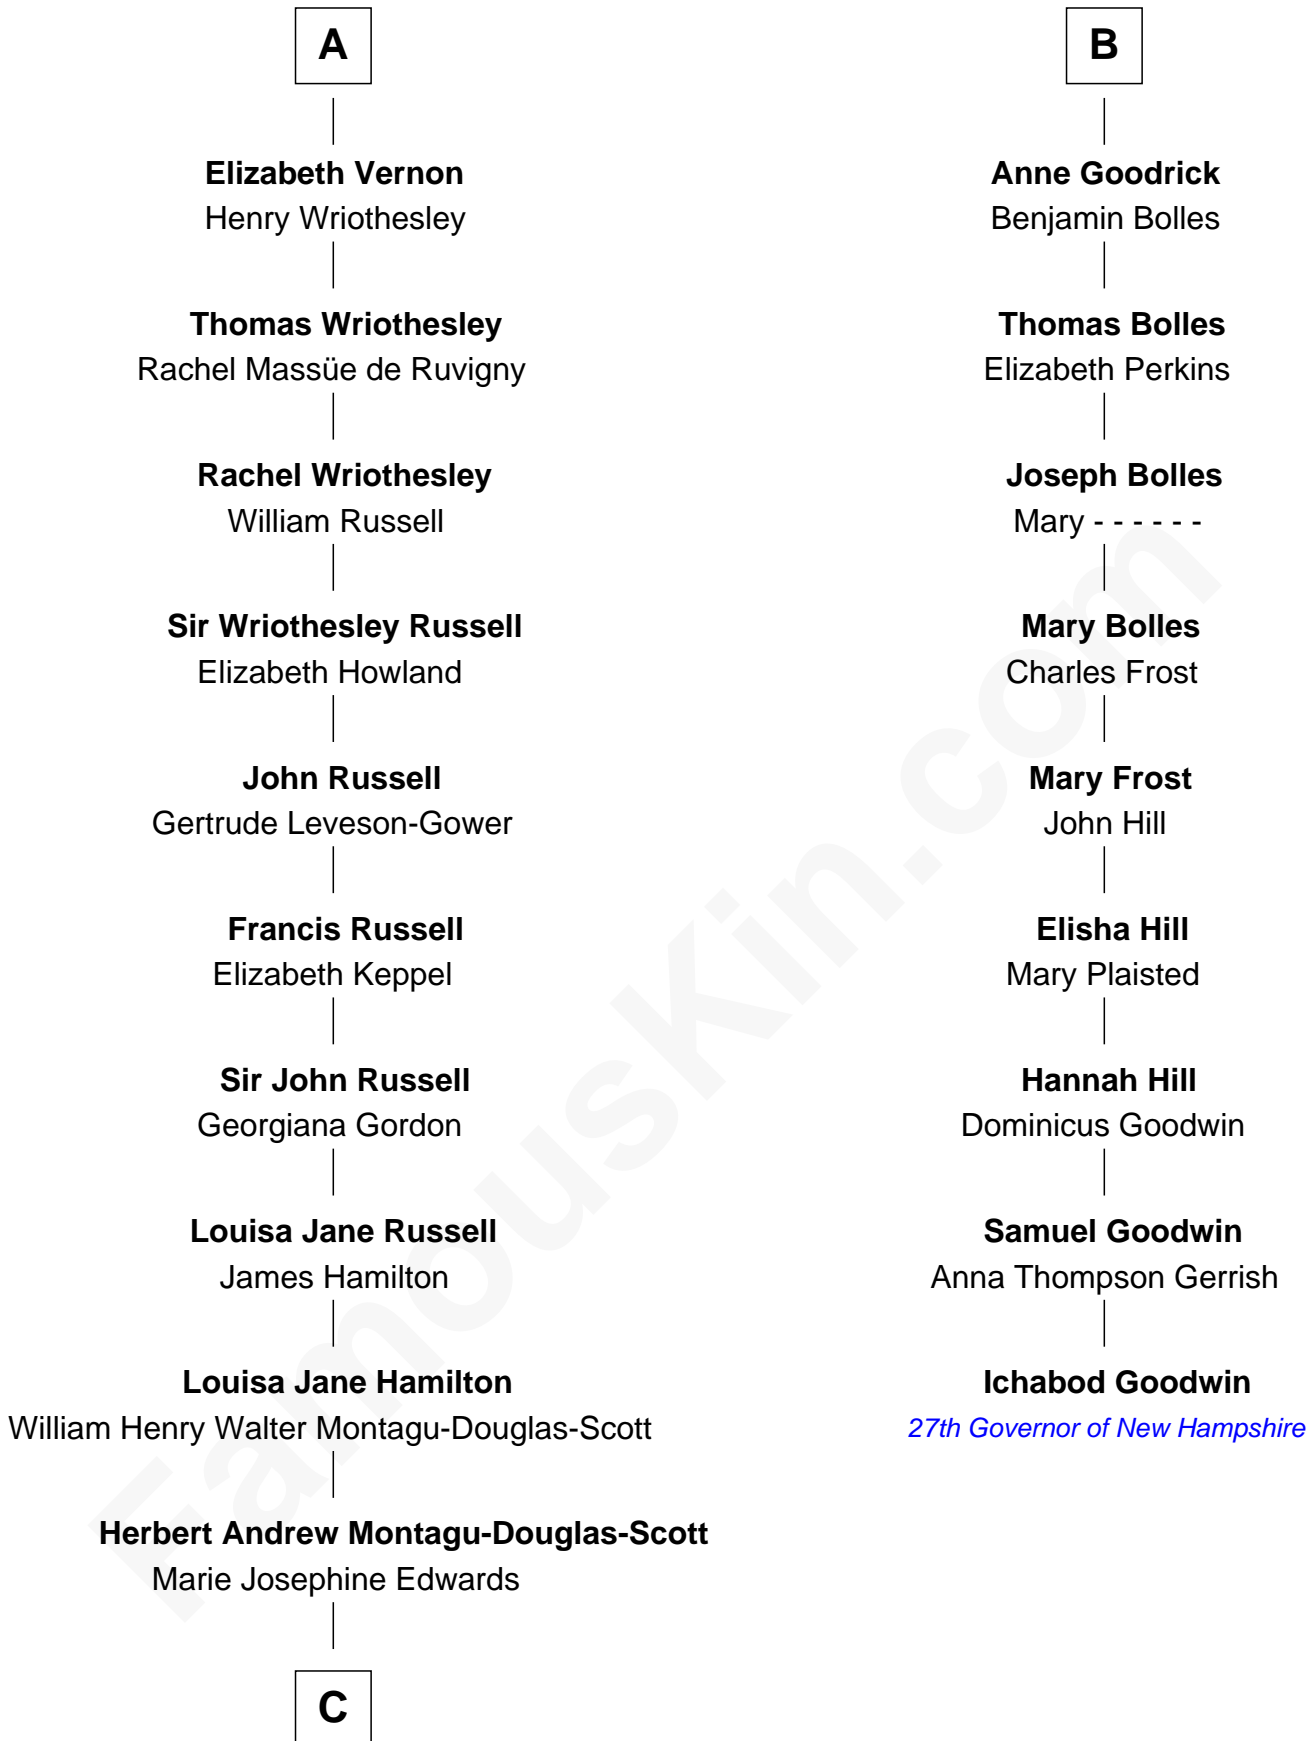 A
Elizabeth Vernon
Henry Wriothesley
Thomas Wriothesley
Rachel Massüe de Ruvigny
Rachel Wriothesley
William Russell
Sir Wriothesley Russell
Elizabeth Howland
John Russell
Gertrude Leveson-Gower
Francis Russell
Elizabeth Keppel
Sir John Russell
Georgiana Gordon
Louisa Jane Russell
James Hamilton
Louisa Jane Hamilton
William Henry Walter Montagu-Douglas-Scott
Herbert Andrew Montagu-Douglas-Scott
Marie Josephine Edwards
C
B
Anne Goodrick
Benjamin Bolles
Thomas Bolles
Elizabeth Perkins
Joseph Bolles
Mary - - - - - -
Mary Bolles
Charles Frost
Mary Frost
John Hill
Elisha Hill
Mary Plaisted
Hannah Hill
Dominicus Goodwin
Samuel Goodwin
Anna Thompson Gerrish
Ichabod Goodwin
27th Governor of New Hampshire
FamousKin.com